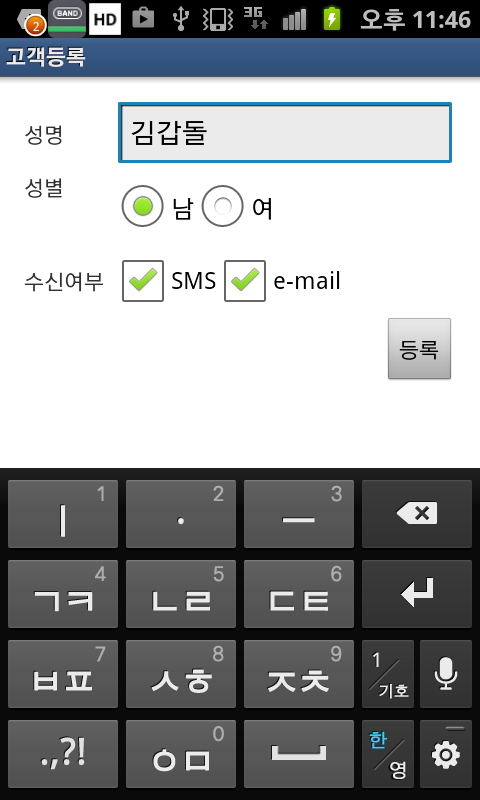 2 BAND HD 3G 오후 11:46
고객등록
성명 김갑돌
성별 남 여
수신여부 SMS e-mail
등록
ㅣ 1 · 2 ㅡ 3
ㄱㅋ 4 ㄴㄹ 5 ㄷㅌ 6
ㅂㅍ 7 ㅅㅎ 8 ㅈㅊ 9 1/기호
.,?! ㅇㅁ 0 한/영